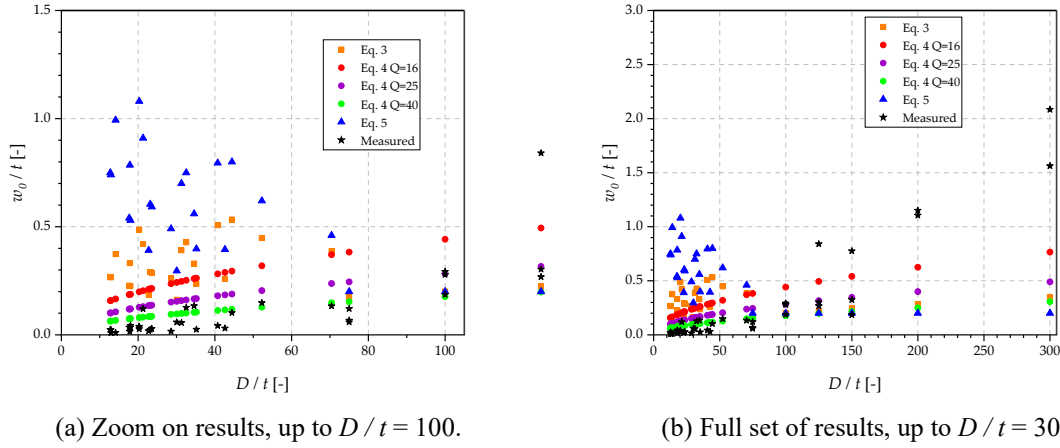 1.5
1.0
0.5
0.0
0 20 40 60 80 100
w0 / t [-]
D / t [-]
Eq. 3
Eq. 4 Q=16
Eq. 4 Q=25
Eq. 4 Q=40
Eq. 5
Measured
3.0
2.5
2.0
1.5
1.0
0.5
0.0
0 50 100 150 200 250 300
w0 / t [-]
D / t [-]
Eq. 3
Eq. 4 Q=16
Eq. 4 Q=25
Eq. 4 Q=40
Eq. 5
Measured
(a) Zoom on results, up to D / t = 100.
(b) Full set of results, up to D / t = 30